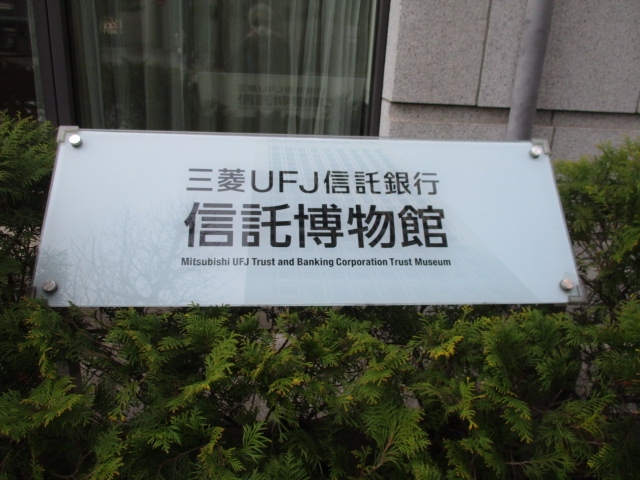 三菱UFJ信託銀行
信託博物館
Mitsubishi UFJ Trust and Banking Corporation Trust Museum